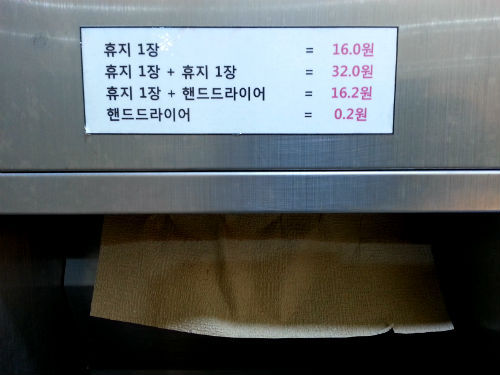 휴지 1장 = 16.0원
휴지 1장 + 휴지 1장 = 32.0원
휴지 1장 + 핸드드라이어 = 16.2원
핸드드라이어 = 0.2원